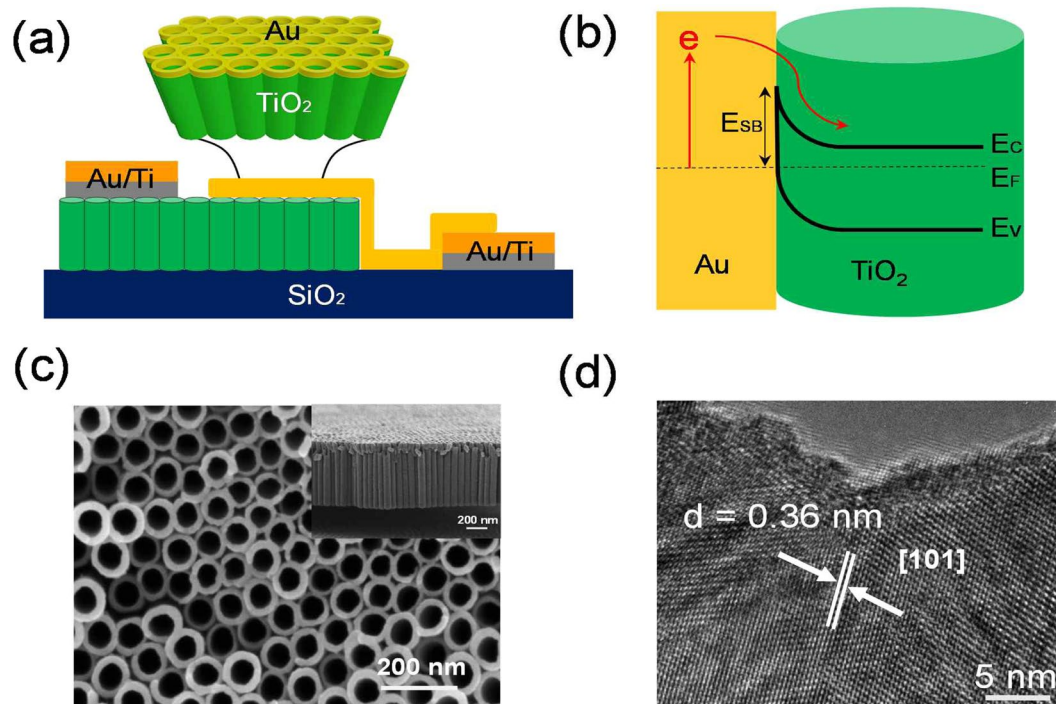 (a)
Au
TiO₂
Au/Ti
Au/Ti
SiO₂
(b)
e
ESB
EC
EF
EV
Au
TiO₂
(c)
200 nm
200 nm
(d)
d = 0.36 nm
[101]
5 nm